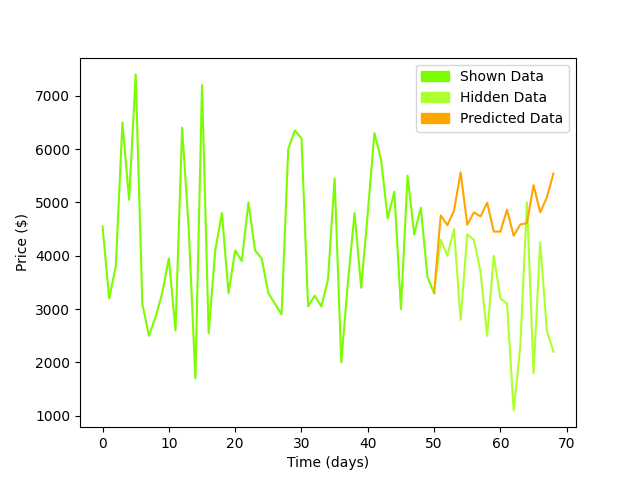 Shown Data
Hidden Data
Predicted Data
Price ($)
7000
6000
5000
4000
3000
2000
1000
0 10 20 30 40 50 60 70
Time (days)